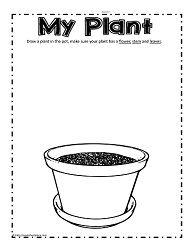 My Plant
Draw a plant in the pot, make sure your plant has a flower, stem and leaves.